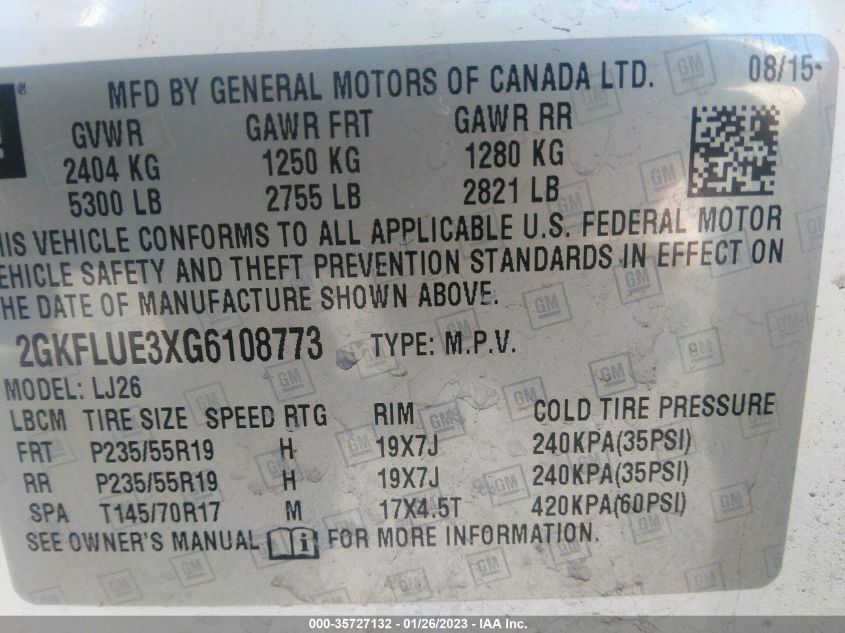 ®
MFD BY GENERAL MOTORS OF CANADA LTD. 08/15
GVWR GAWR FRT GAWR RR
2404 KG 1250 KG 1280 KG
5300 LB 2755 LB 2821 LB
HIS VEHICLE CONFORMS TO ALL APPLICABLE U.S. FEDERAL MOTOR
EHICLE SAFETY AND THEFT PREVENTION STANDARDS IN EFFECT ON
HE DATE OF MANUFACTURE SHOWN ABOVE.
2GKFLUE3XG6108773 TYPE: M.P.V.
MODEL: LJ26
LBCM TIRE SIZE SPEED RTG RIM COLD TIRE PRESSURE
FRT P235/55R19 H 19X7J 240KPA(35PSI)
RR P235/55R19 H 19X7J 240KPA(35PSI)
SPA T145/70R17 M 17X4.5T 420KPA(60PSI)
SEE OWNER'S MANUAL FOR MORE INFORMATION.
GM
000-35727132 - 01/26/2023 - IAAI.COM